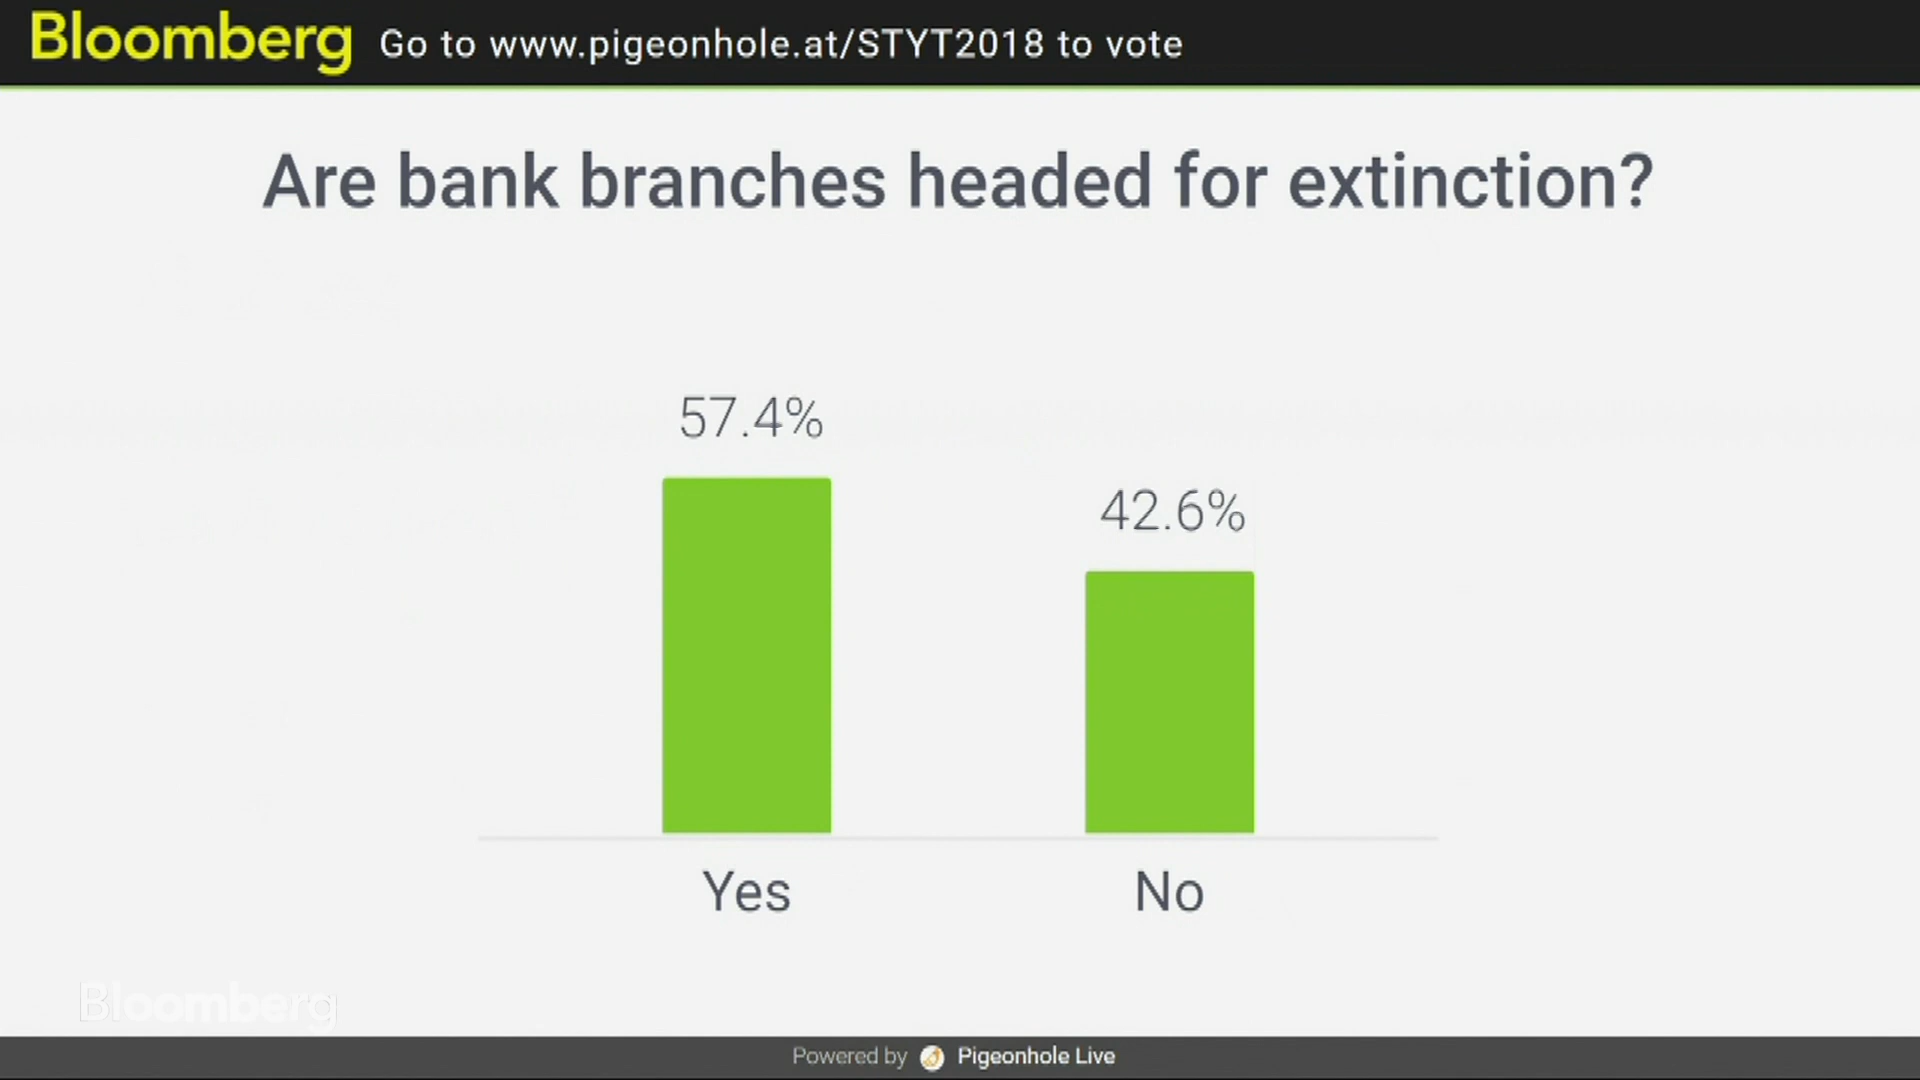 Bloomberg Go to www.pigeonhole.at/STYT2018 to vote
Are bank branches headed for extinction?
57.4%
42.6%
Yes No
Bloomberg
Powered by Pigeonhole Live